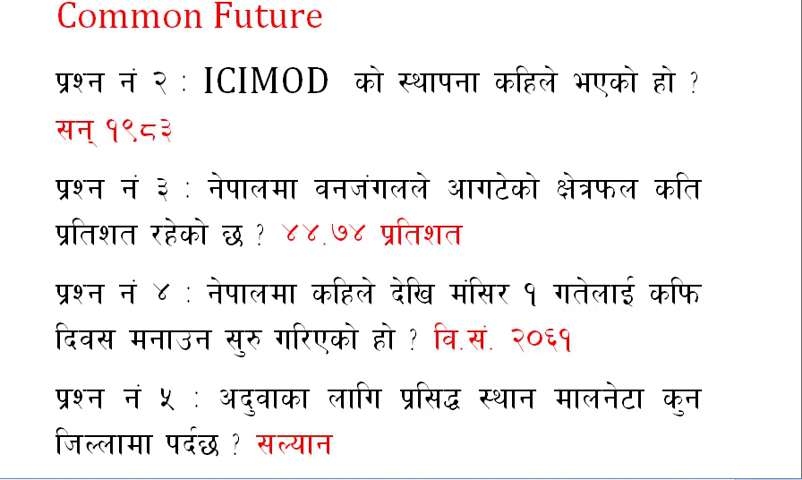 Common Future
प्रश्न नं २ : ICIMOD को स्थापना कहिले भएको हो ?
सन् १९८३
प्रश्न नं ३ : नेपालमा वनजंगलले आगटेको क्षेत्रफल कति
प्रतिशत रहेको छ ? ४४.७४ प्रतिशत
प्रश्न नं ४ : नेपालमा कहिले देखि मंसिर १ गतेलाई कफि
दिवस मनाउन सुरु गरिएको हो ? वि.सं. २०६१
प्रश्न नं ५ : अदुवाका लागि प्रसिद्ध स्थान मालनेटा कुन
जिल्लामा पर्दछ ? सल्यान